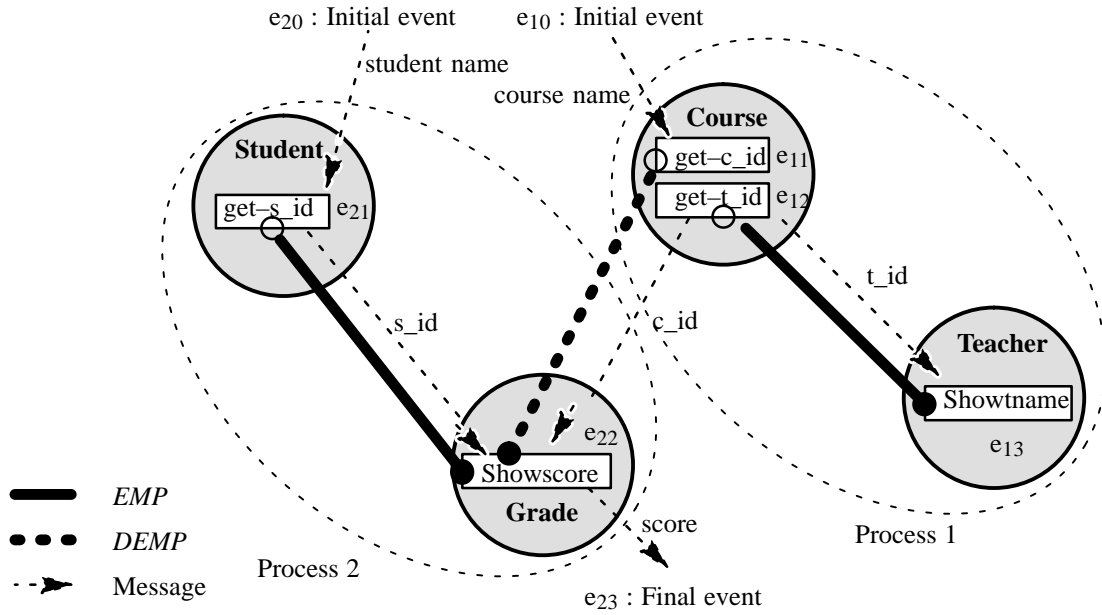 e20 : Initial event
e10 : Initial event
student name
course name
Student
get–s_id
e21
Course
get–c_id
e11
get–t_id
e12
t_id
s_id
c_id
Teacher
Showtname
e13
e22
Showscore
Grade
score
EMP
DEMP
Message
Process 2
Process 1
e23 : Final event